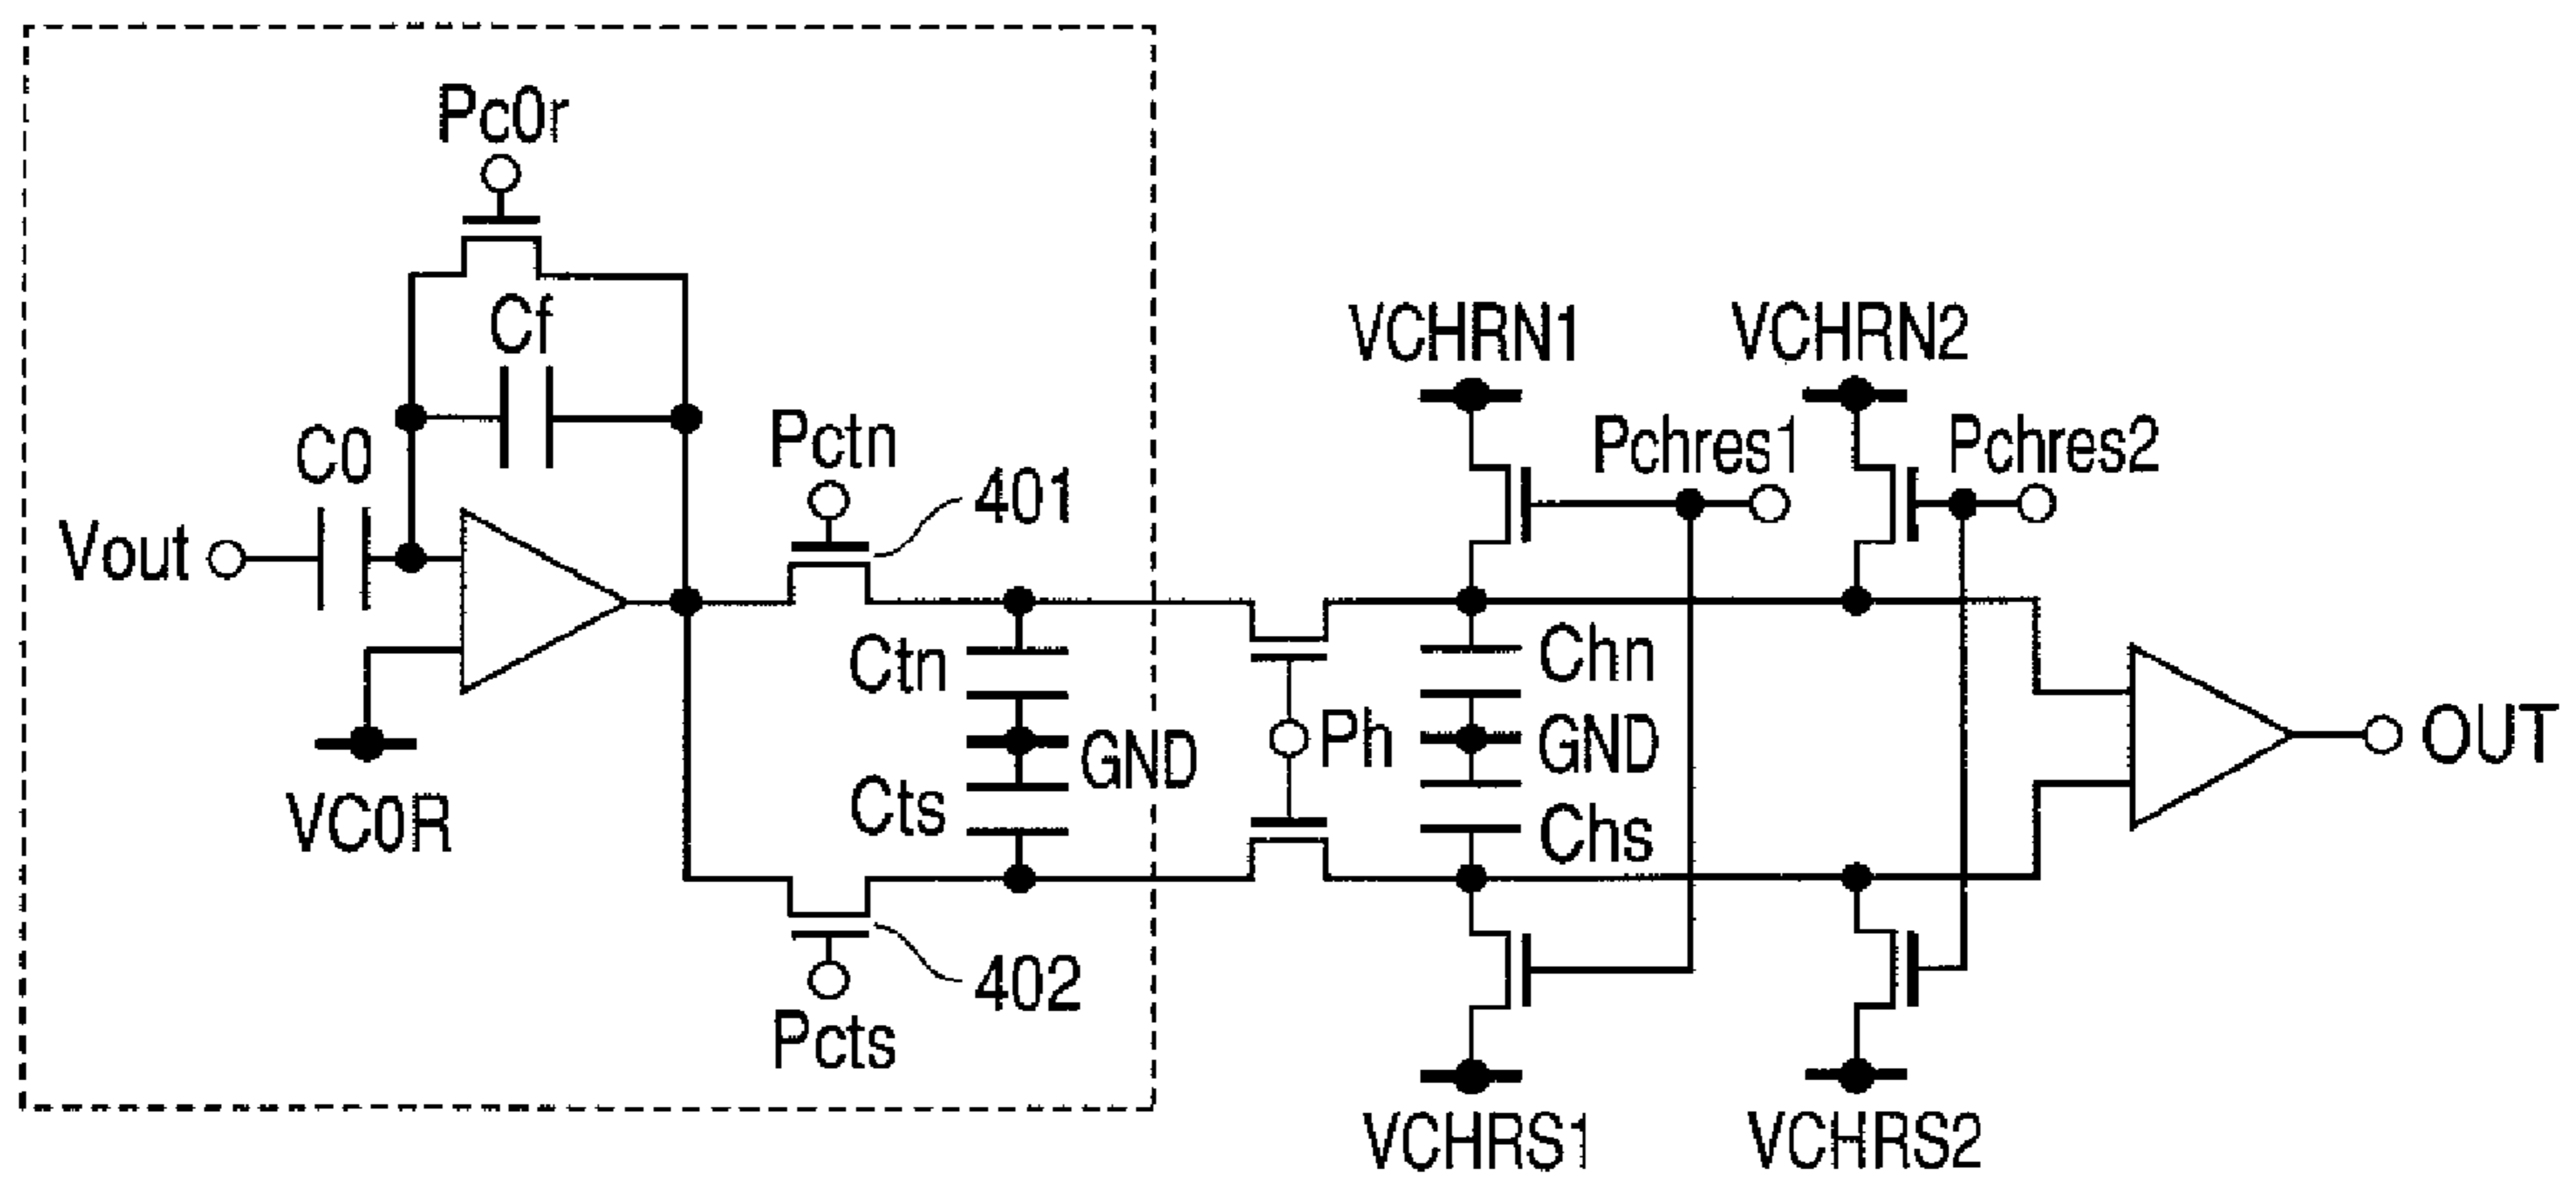 Pc0r
Cf
VCHRN1
VCHRN2
C0
Pctn
401
Pchres1
Pchres2
Vout
Ctn
Chn
VC0R
GND
Ph
GND
OUT
Cts
Chs
402
Pcts
VCHRS1
VCHRS2